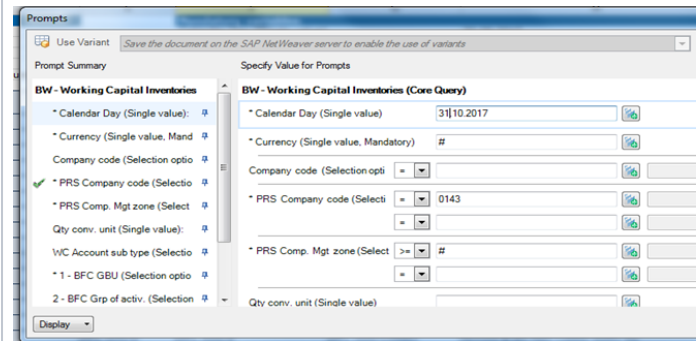 Prompts
Use Variant Save the document on the SAP NetWeaver server to enable the use of variants
Prompt Summary
Specify Value for Prompts
BW - Working Capital Inventories
* Calendar Day (Single value):
* Currency (Single value, Mand
Company code (Selection optio
* PRS Company code (Selectio
* PRS Comp. Mgt zone (Select
Qty conv. unit (Single value):
WC Account sub type (Selectio
* 1 - BFC GBU (Selection optio
2 - BFC Grp of activ. (Selection
BW - Working Capital Inventories (Core Query)
* Calendar Day (Single value) 31.10.2017
* Currency (Single value, Mandatory) #
Company code (Selection opti =
* PRS Company code (Selecti = 0143
=
* PRS Comp. Mgt zone (Select >= #
=
Qty conv. unit (Single value)
Display